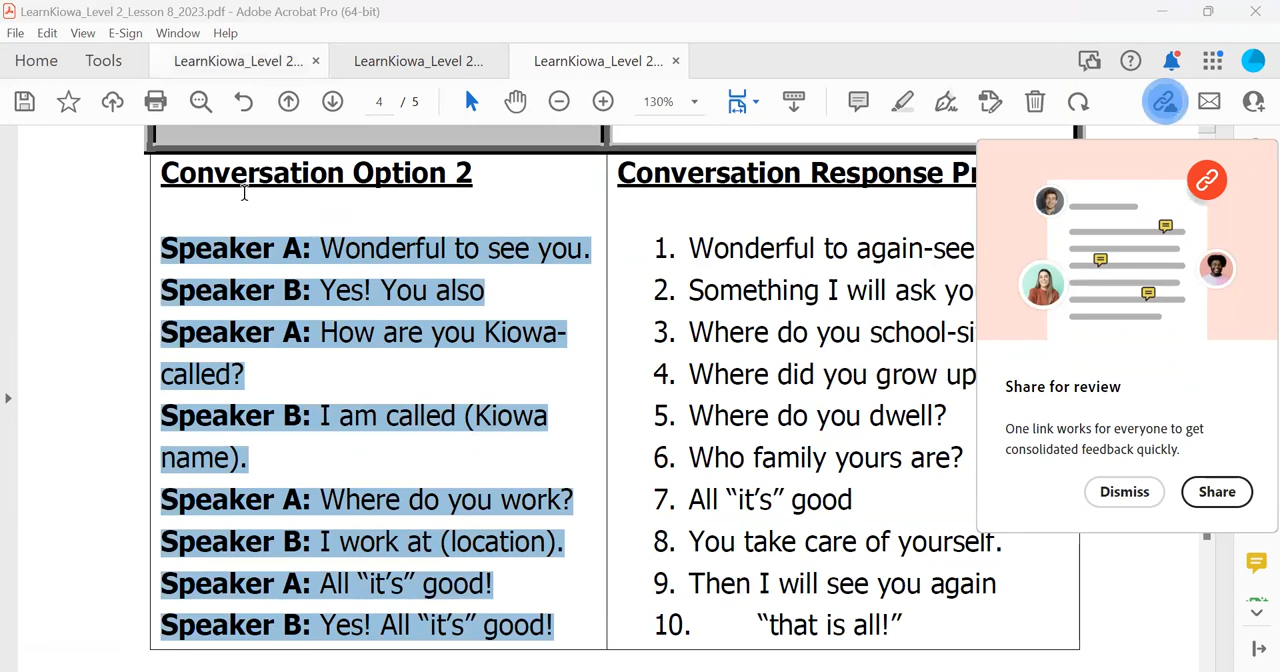 LearnKiowa_Level 2_Lesson 8_2023.pdf - Adobe Acrobat Pro (64-bit)
File Edit View E-Sign Window Help
Home Tools LearnKiowa_Level 2... × LearnKiowa_Level 2... LearnKiowa_Level 2... ×
4 / 5 130%
Conversation Option 2
Speaker A: Wonderful to see you.
Speaker B: Yes! You also
Speaker A: How are you Kiowa-
called?
Speaker B: I am called (Kiowa
name).
Speaker A: Where do you work?
Speaker B: I work at (location).
Speaker A: All “it’s” good!
Speaker B: Yes! All “it’s” good!
Conversation Response
1. Wonderful to again-see
2. Something I will ask
3. Where do you
4. Where did you grow up
5. Where do you dwell?
6. Who family yours are?
7. All “it’s” good
8. You take care of yourself.
9. Then I will see you again
10. “that is all!”
Share for review
One link works for everyone to get
consolidated feedback quickly.
Dismiss Share